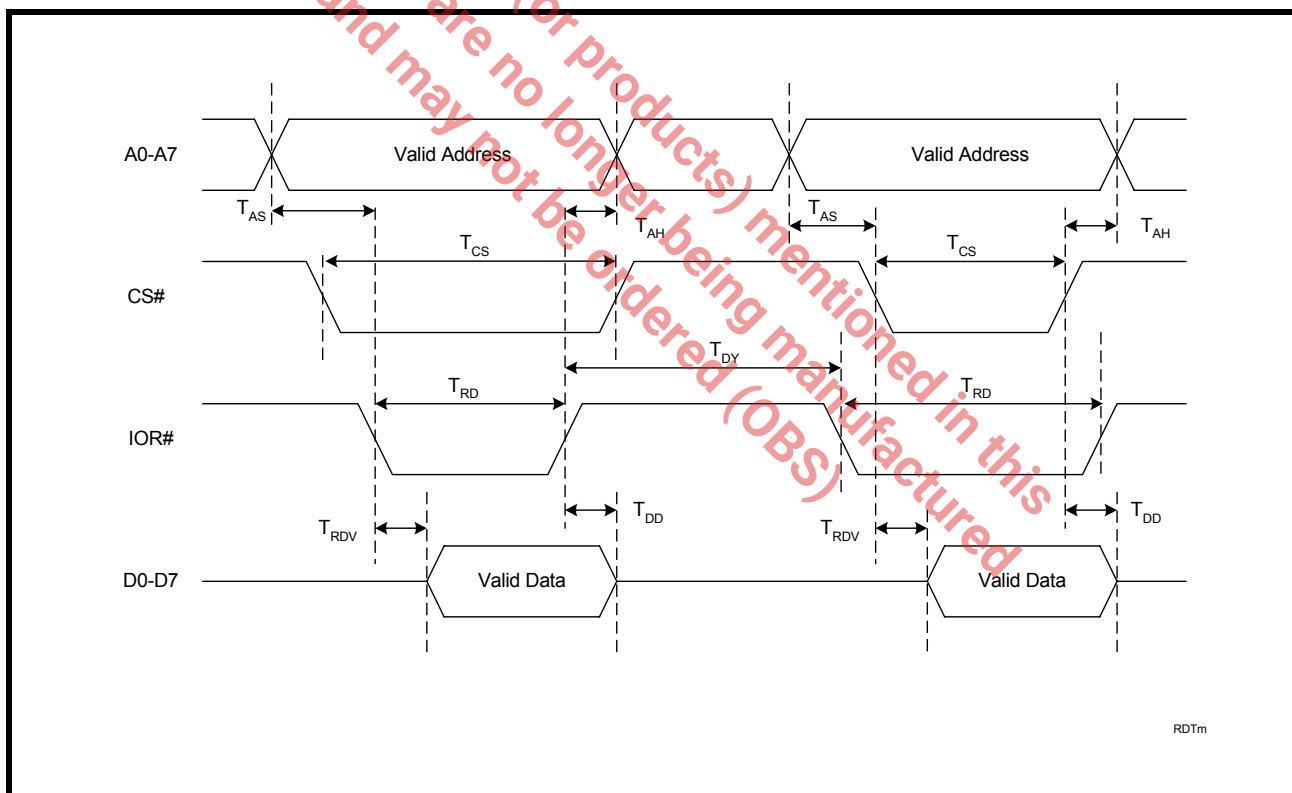 (or products) mentioned in this
are no longer being manufactured
and may not be ordered (OBS)
A0-A7 Valid Address Valid Address
TAS TAH TAS TAH
TCS TCS
CS#
TDY
TRD TRD
IOR#
TRDV TDD TRDV TDD
D0-D7 Valid Data Valid Data
RDTm